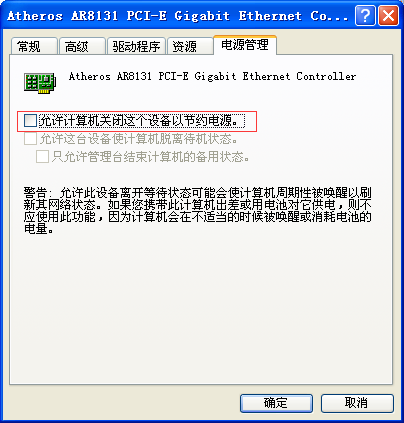 Atheros AR8131 PCI-E Gigabit Ethernet Co...
常规 高级 驱动程序 资源 电源管理
Atheros AR8131 PCI-E Gigabit Ethernet Controller
允许计算机关闭这个设备以节约电源。
允许这台设备使计算机脱离待机状态。
只允许管理台结束计算机的备用状态。
警告: 允许此设备离开等待状态可能会使计算机周期性被唤醒以刷
新其网络状态。如果您携带此计算机出差或用电池对它供电，则不
应使用此功能，因为计算机会在不适当的时候被唤醒或消耗电池的
电量。
确定 取消